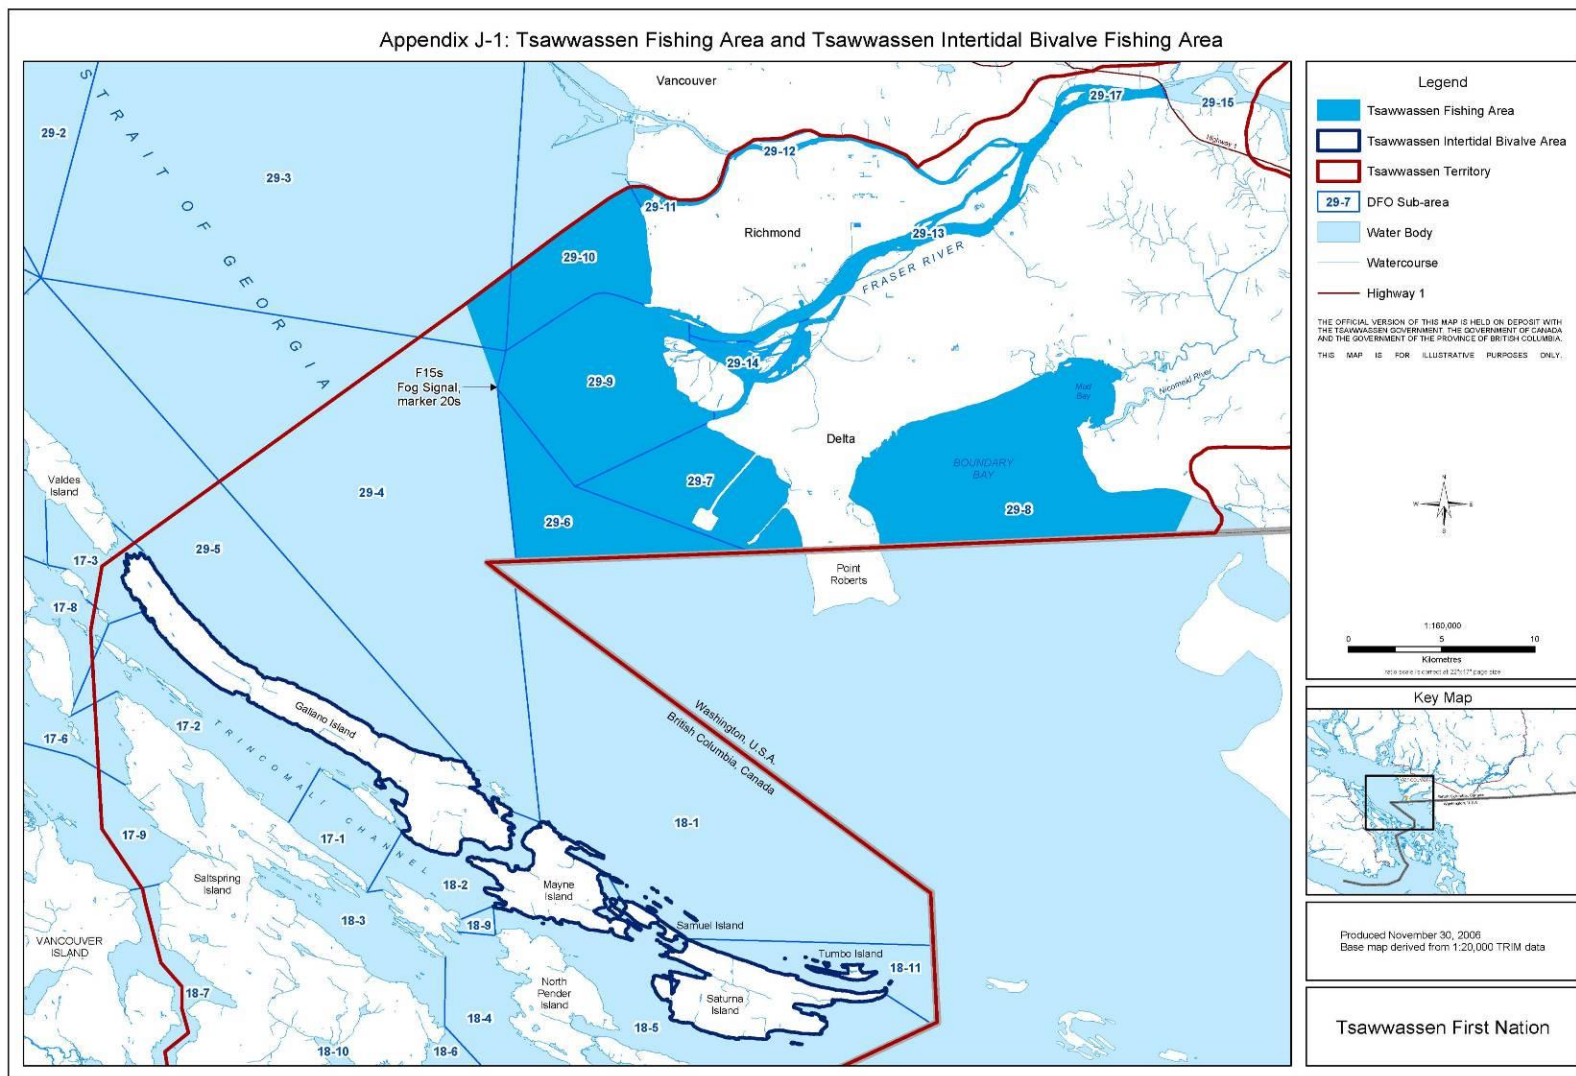 Appendix J-1: Tsawwassen Fishing Area and Tsawwassen Intertidal Bivalve Fishing Area
STRAIT OF GEORGIA
Vancouver
29-17
29-15
Highway 1
29-2
29-3
29-12
29-11
Richmond
29-13
29-10
FRASER RIVER
F15s
Fog Signal,
marker 20s
29-9
29-14
Mud
Bay
Nicomekl River
Delta
BOUNDARY
BAY
Valdes
Island
29-4
29-7
29-6
29-8
29-5
17-3
17-8
Point
Roberts
Galiano Island
17-2
17-6
TRINCOMALI CHANNEL
Washington, U.S.A.
British Columbia, Canada
17-9
17-1
18-1
Saltspring
Island
18-2
Mayne
Island
18-3
18-9
Samuel Island
VANCOUVER
ISLAND
Tumbo Island
18-11
18-7
North
Pender
Island
Saturna
Island
18-4
18-5
18-10
18-6
Legend
Tsawwassen Fishing Area
Tsawwassen Intertidal Bivalve Area
Tsawwassen Territory
29-7 DFO Sub-area
Water Body
Watercourse
Highway 1
THE OFFICIAL VERSION OF THIS MAP IS HELD ON DEPOSIT WITH
THE TSAWWASSEN GOVERNMENT, THE GOVERNMENT OF CANADA
AND THE GOVERNMENT OF THE PROVINCE OF BRITISH COLUMBIA.
THIS MAP IS FOR ILLUSTRATIVE PURPOSES ONLY.
N
W E
S
1:160,000
0 5 10
Kilometres
ratio scale is correct at 22"x17" page size
Key Map
Produced November 30, 2006
Base map derived from 1:20,000 TRIM data
Tsawwassen First Nation